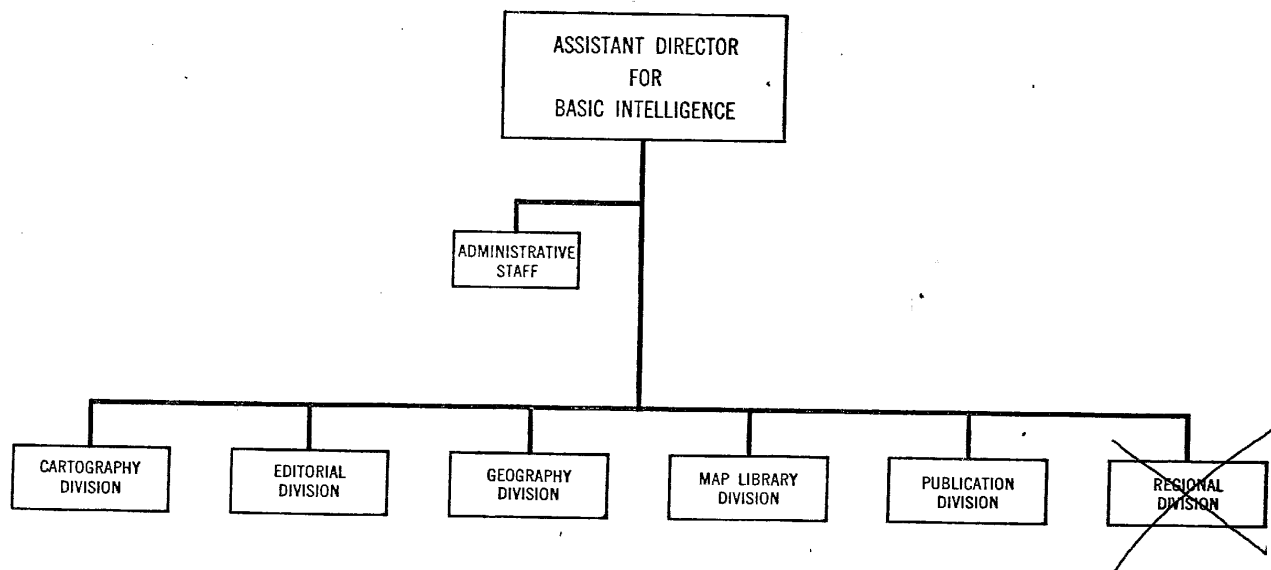 ASSISTANT DIRECTOR
FOR
BASIC INTELLIGENCE
ADMINISTRATIVE
STAFF
CARTOGRAPHY
DIVISION
EDITORIAL
DIVISION
GEOGRAPHY
DIVISION
MAP LIBRARY
DIVISION
PUBLICATION
DIVISION
REGIONAL
DIVISION